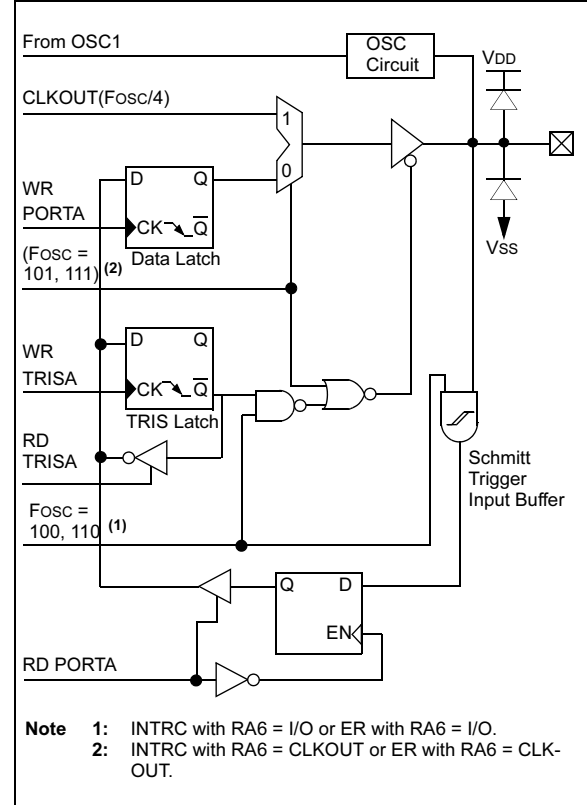 From OSC1
OSC
Circuit
VDD
CLKOUT(FOSC/4)
1
0
D Q
WR
PORTA
CK Q
Data Latch
VSS
(FOSC =
101, 111) (2)
D Q
WR
TRISA
CK Q
TRIS Latch
RD
TRISA
Schmitt
Trigger
Input Buffer
FOSC =
100, 110 (1)
Q D
EN
RD PORTA
Note 1: INTRC with RA6 = I/O or ER with RA6 = I/O.
2: INTRC with RA6 = CLKOUT or ER with RA6 = CLK-
OUT.